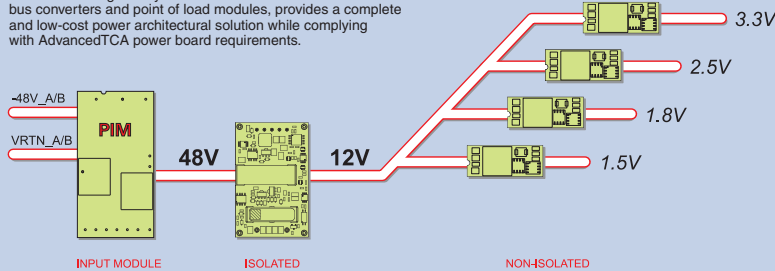 bus converters and point of load modules, provides a complete
and low-cost power architectural solution while complying
with AdvancedTCA power board requirements.
3.3V
2.5V
-48V_A/B
1.8V
PIM
VRTN_A/B
48V
12V
1.5V
INPUT MODULE
ISOLATED
NON-ISOLATED